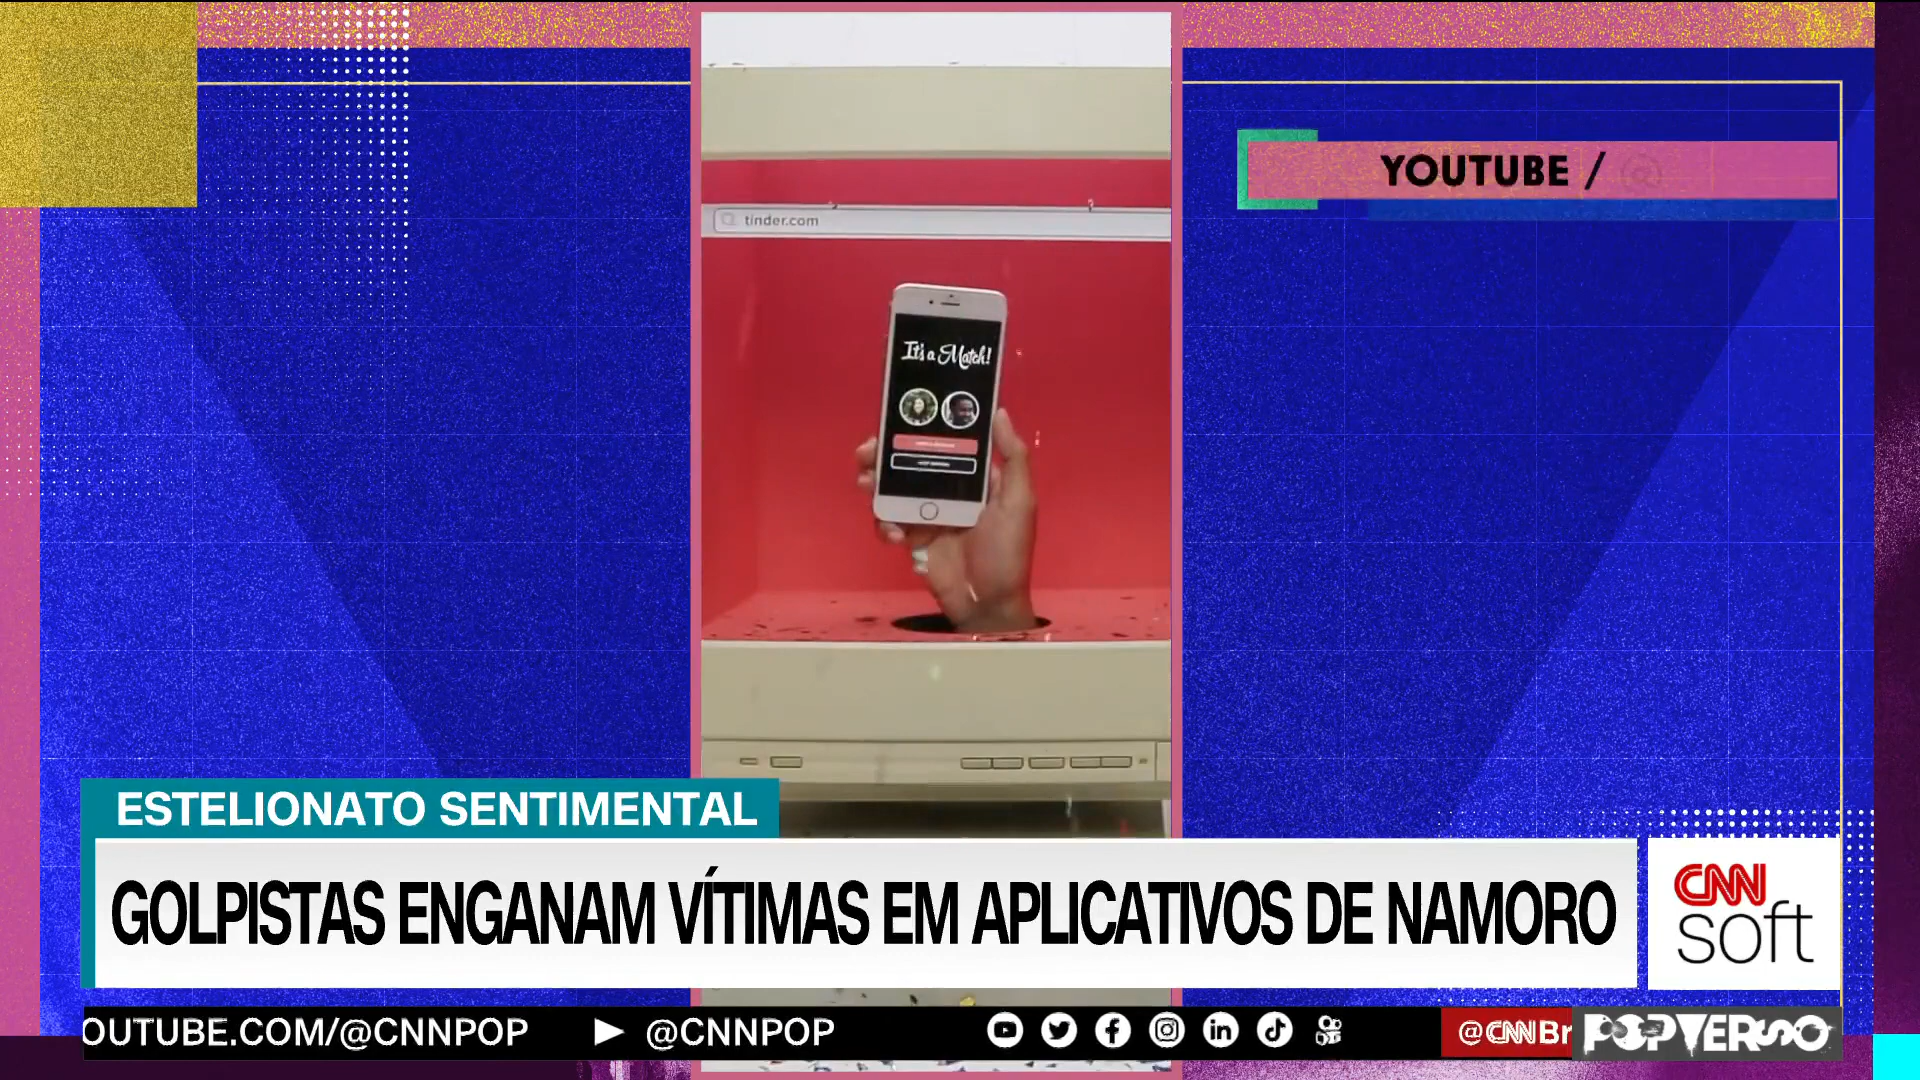 YOUTUBE / @
tinder.com
It's a Match!
ESTELIONATO SENTIMENTAL
GOLPISTAS ENGANAM VÍTIMAS EM APLICATIVOS DE NAMORO
CNN
soft
OUTUBE.COM/@CNNPOP
@CNNPOP
@CNNBr
POPVERSO